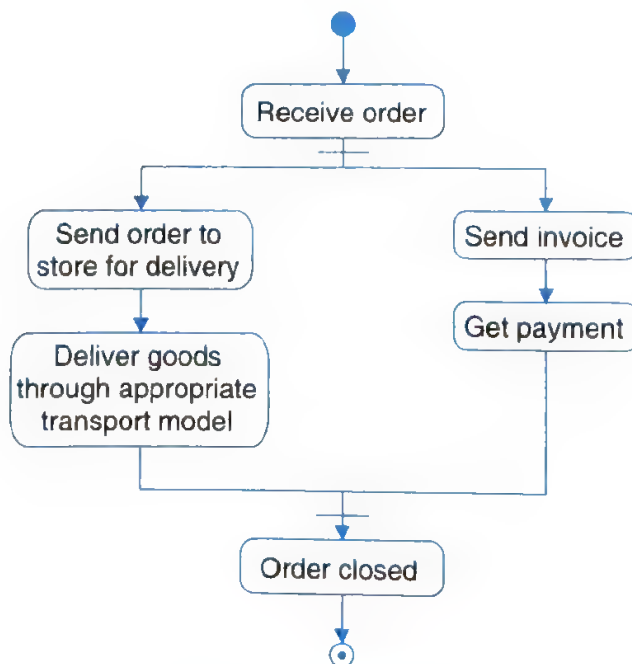 Receive order
Send order to
store for delivery
Deliver goods
through appropriate
transport model
Send invoice
Get payment
Order closed